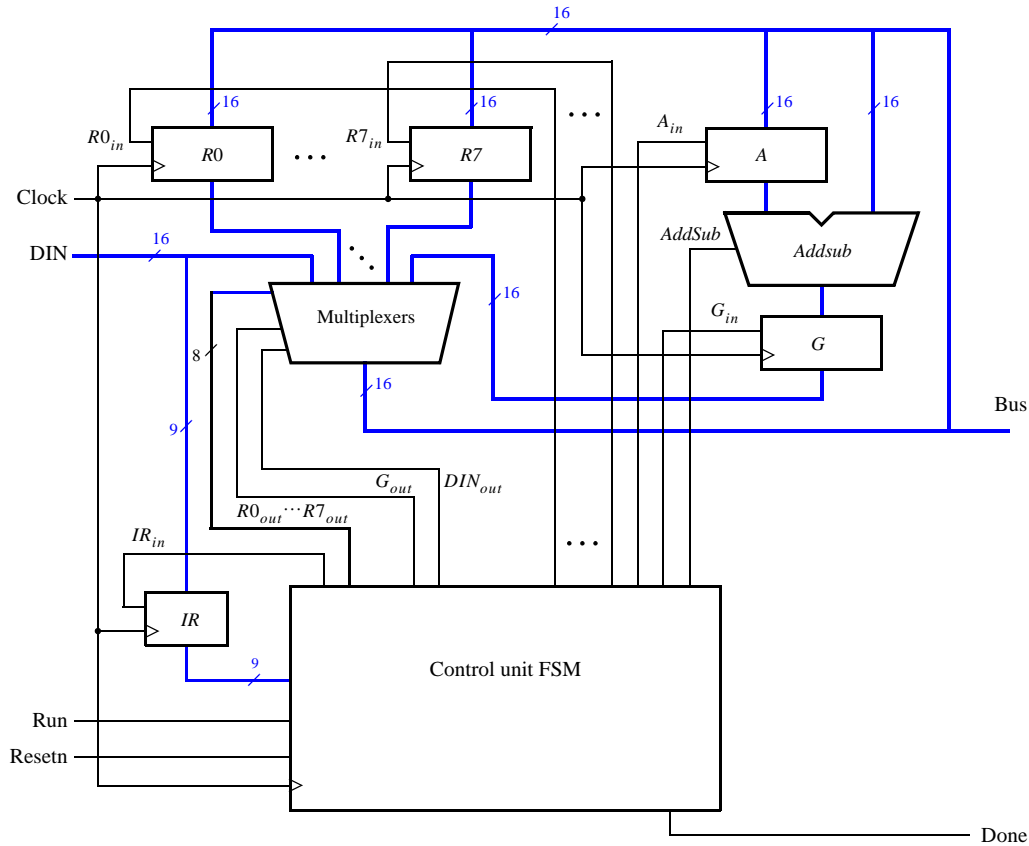 16
16
16
16
16
R0in
R0
...
R7in
R7
...
Ain
A
Clock
DIN
16
AddSub
Addsub
Multiplexers
16
8
Gin
G
16
Bus
9
Gout
DINout
R0out...R7out
IRin
...
IR
9
Control unit FSM
Run
Resetn
Done